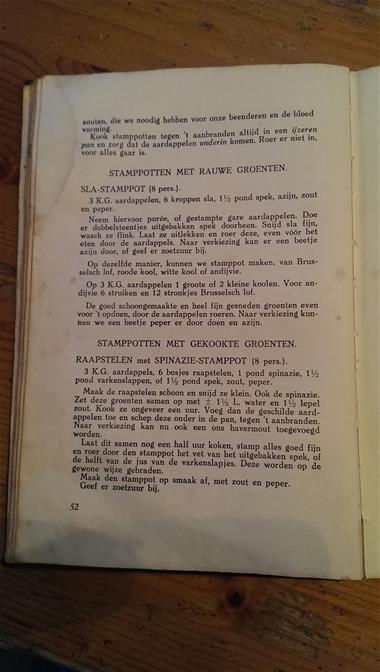 zouten, die we noodig hebben voor onze beenderen en de bloed
vorming.
Kook stamppotten tegen 't aanbranden altijd in een ijzeren
pan en zorg dat de aardappelen onderin komen. Roer er niet in,
voor alles gaar is.
STAMPPOTTEN MET RAUWE GROENTEN.
SLA-STAMPPOT (8 pers.).
3 K.G. aardappelen, 6 kroppen sla, 1½ pond spek, azijn, zout
en peper.
Neem hiervoor purée, of gestampte gare aardappelen. Doe
er dobbelsteentjes uitgebakken spek doorheen. Snijd sla fijn,
wasch ze flink. Laat ze uitlekken en roer deze, even vóór het
eten door de aardappels. Naar verkiezing kan er een beetje
azijn door, of geef er zoetzuur bij.
Op dezelfde manier, kunnen we stamppot maken, van Brus-
selsch lof, roode kool, witte kool of andijvie.
Op 3 K.G. aardappelen 1 groote of 2 kleine koolen. Voor an-
dijvie 6 struiken en 12 stronkjes Brusselsch lof.
De goed schoongemaakte en heel fijn gesneden groenten even
voor 't opdoen, door de aardappelen roeren. Naar verkiezing kun-
nen we een beetje peper er door doen en azijn.
STAMPPOTTEN MET GEKOOKTE GROENTEN.
RAAPSTELEN met SPINAZIE-STAMPPOT (8 pers.).
3 K.G. aardappels, 6 bosjes raapstelen, 1 pond spinazie, 1½
pond varkenslappen, of 1½ pond spek, zout, peper.
Maak de raapstelen schoon en snijd ze klein. Ook de spinazie.
Zet deze groenten samen op met ± 1½ L. water en 1½ lepel
zout. Kook ze ongeveer een uur. Voeg dan de geschilde aard-
appelen toe en schep deze onder in de pan, tegen 't aanbranden.
Naar verkiezing kan nu ook een ons havermout toegevoegd
worden.
Laat dit samen nog een half uur koken, stamp alles goed fijn
en roer door den stamppot het vet van het uitgebakken spek, of
de helft van de jus van de varkenslapjes. Deze worden op de
gewone wijze gebraden.
Maak den stamppot op smaak af, met zout en peper.
Geef er zoetzuur bij.
52